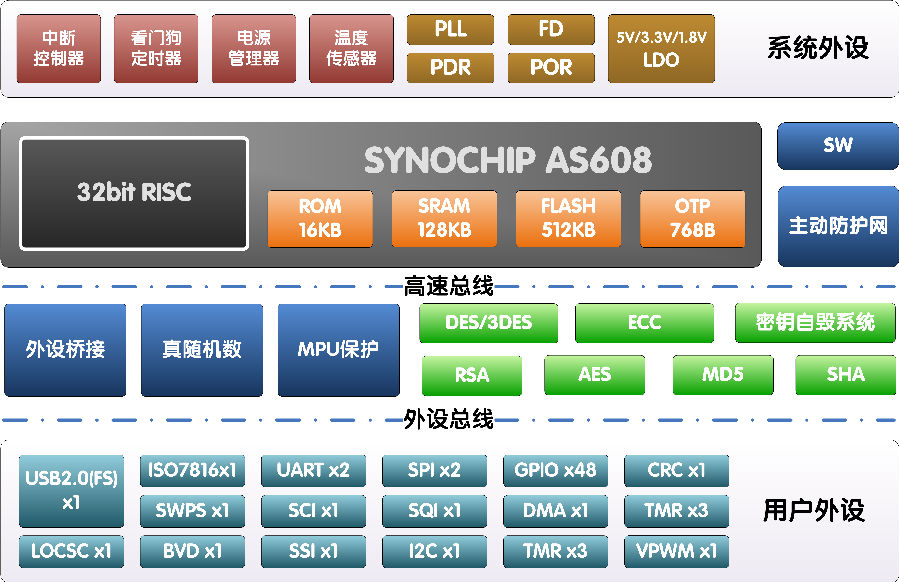 中断
控制器
看门狗
定时器
电源
管理器
温度
传感器
PLL
FD
PDR
POR
5V/3.3V/1.8V
LDO
系统外设
32bit RISC
SYNOCHIP AS608
ROM
16KB
SRAM
128KB
FLASH
512KB
OTP
768B
SW
主动防护网
高速总线
外设桥接
真随机数
MPU保护
DES/3DES
ECC
密钥自毁系统
RSA
AES
MD5
SHA
外设总线
USB2.0(FS)
x1
ISO7816x1
UART x2
SPI x2
GPIO x48
CRC x1
SWPS x1
SCI x1
SQI x1
DMA x1
TMR x3
LOCSC x1
BVD x1
SSI x1
I2C x1
TMR x3
VPWM x1
用户外设